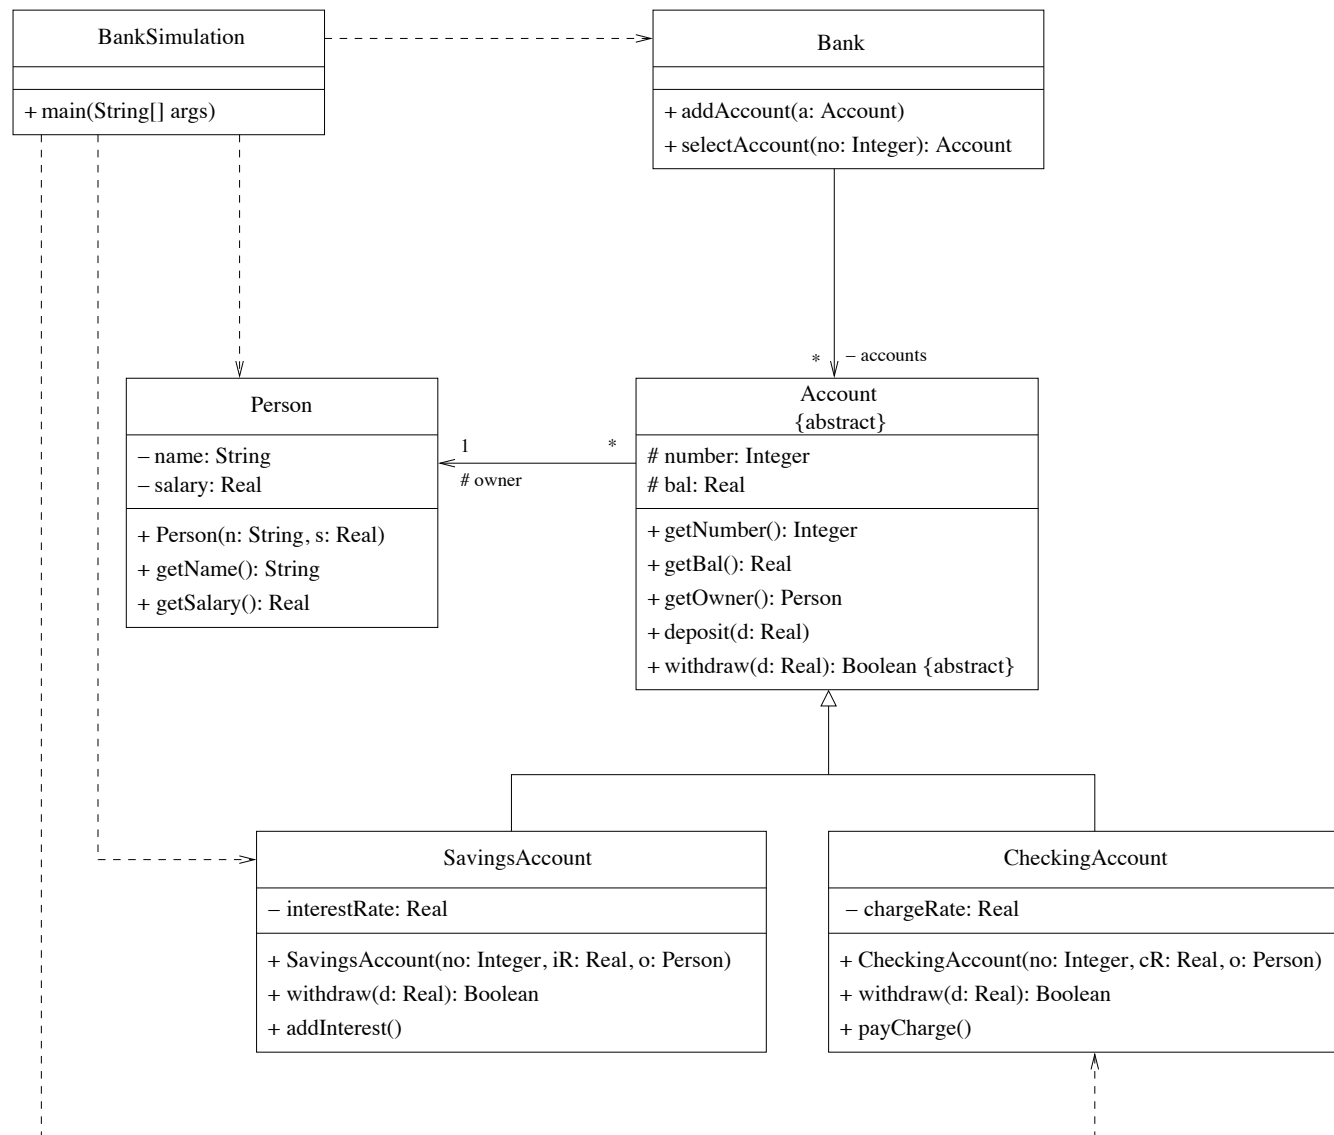 BankSimulation
+ main(String[] args)
Bank
+ addAccount(a: Account)
+ selectAccount(no: Integer): Account
* – accounts
Person
– name: String
– salary: Real
+ Person(n: String, s: Real)
+ getName(): String
+ getSalary(): Real
1 *
# owner
Account
{abstract}
# number: Integer
# bal: Real
+ getNumber(): Integer
+ getBal(): Real
+ getOwner(): Person
+ deposit(d: Real)
+ withdraw(d: Real): Boolean {abstract}
SavingsAccount
– interestRate: Real
+ SavingsAccount(no: Integer, iR: Real, o: Person)
+ withdraw(d: Real): Boolean
+ addInterest()
CheckingAccount
– chargeRate: Real
+ CheckingAccount(no: Integer, cR: Real, o: Person)
+ withdraw(d: Real): Boolean
+ payCharge()